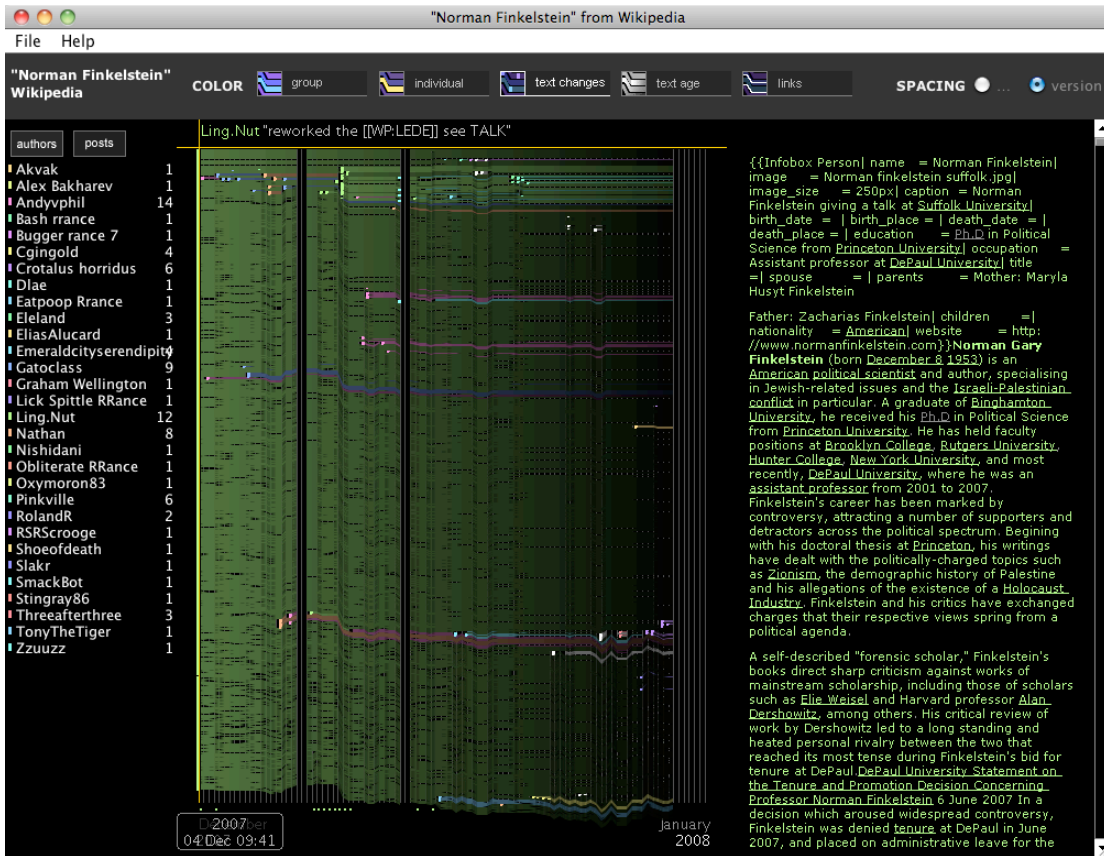 "Norman Finkelstein" from Wikipedia
File Help
"Norman Finkelstein" Wikipedia
COLOR group individual text changes text age links SPACING ... version
authors posts
Ling.Nut "reworked the [[WP:LEDE]] see TALK"
Akvak 1
Alex Bakharev 1
Andyvphil 14
Bash rrance 1
Bugger rance 7 1
Cgingold 4
Crotalus horridus 6
Dlae 1
Eatpoop Rrance 1
Eleland 3
EliasAlucard 1
Emeraldcityserendipity 4
Gatoclass 9
Graham Wellington 1
Lick Spittle RRance 1
Ling.Nut 12
Nathan 8
Nishidani 1
Obliterate RRance 1
Oxymoron83 1
Pinkville 6
RolandR 2
RSRScrooge 1
Shoeofdeath 1
Slakr 1
SmackBot 1
Stingray86 1
Threeafterthree 3
TonyTheTiger 1
Zzuuzz 1
2007
04 Dec 09:41
January
2008
{{Infobox Person| name = Norman Finkelstein|
image = Norman finkelstein suffolk.jpg|
image_size = 250px| caption = Norman
Finkelstein giving a talk at Suffolk University|
birth_date = | birth_place = | death_date = |
death_place = | education = Ph.D in Political
Science from Princeton University| occupation =
Assistant professor at DePaul University| title
=| spouse = | parents = Mother: Maryla
Husyt Finkelstein
Father: Zacharias Finkelstein| children =|
nationality = American| website = http:
//www.normanfinkelstein.com}}Norman Gary
Finkelstein (born December 8 1953) is an
American political scientist and author, specialising
in Jewish-related issues and the Israeli-Palestinian
conflict in particular. A graduate of Binghamton
University, he received his Ph.D in Political Science
from Princeton University. He has held faculty
positions at Brooklyn College, Rutgers University,
Hunter College, New York University, and most
recently, DePaul University, where he was an
assistant professor from 2001 to 2007.
Finkelstein's career has been marked by
controversy, attracting a number of supporters and
detractors across the political spectrum. Begining
with his doctoral thesis at Princeton, his writings
have dealt with the politically-charged topics such
as Zionism, the demographic history of Palestine
and his allegations of the existence of a Holocaust
Industry. Finkelstein and his critics have exchanged
charges that their respective views spring from a
political agenda.
A self-described "forensic scholar," Finkelstein's
books direct sharp criticism against works of
mainstream scholarship, including those of scholars
such as Elie Weisel and Harvard professor Alan
Dershowitz, among others. His critical review of
work by Dershowitz led to a long standing and
heated personal rivalry between the two that
reached its most tense during Finkelstein's bid for
tenure at DePaul.DePaul University Statement on
the Tenure and Promotion Decision Concerning
Professor Norman Finkelstein 6 June 2007 In a
decision which aroused widespread controversy,
Finkelstein was denied tenure at DePaul in June
2007, and placed on administrative leave for the